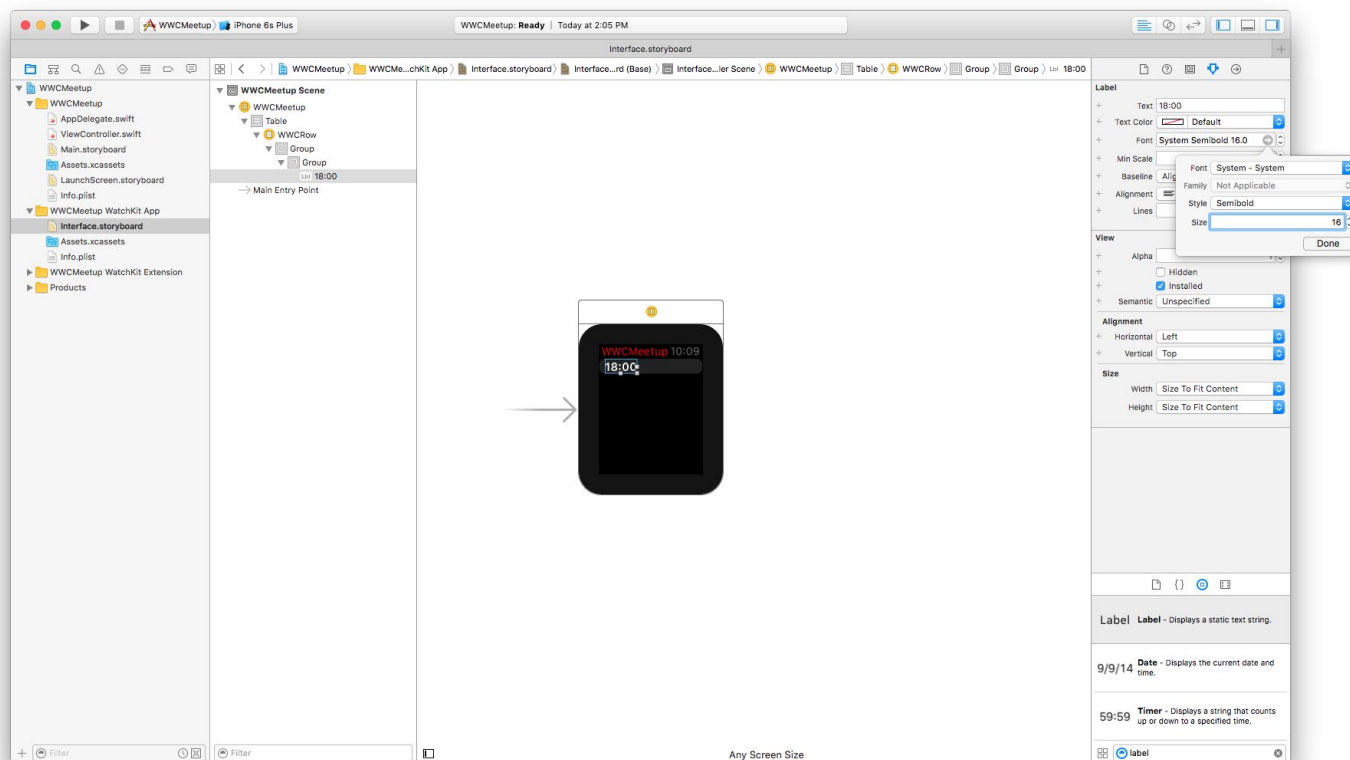 WWCMeetup
iPhone 6s Plus
WWCMeetup: Ready | Today at 2:05 PM
Interface.storyboard
WWCMeetup
WWCMe...chKit App
Interface.storyboard
Interface...rd (Base)
Interface...ler Scene
WWCMeetup
Table
WWCRow
Group
Group
Lbl 18:00
WWCMeetup
WWCMeetup
AppDelegate.swift
ViewController.swift
Main.storyboard
Assets.xcassets
LaunchScreen.storyboard
Info.plist
WWCMeetup WatchKit App
Interface.storyboard
Assets.xcassets
Info.plist
WWCMeetup WatchKit Extension
Products
Filter
WWCMeetup Scene
WWCMeetup
Table
WWCRow
Group
Group
Lbl 18:00
Main Entry Point
Filter
WWCMeetup 10:09
18:00
Any Screen Size
Label
Text 18:00
Text Color Default
Font System Semibold 16.0
Min Scale
Baseline Alig
Alignment
Lines
Font System - System
Family Not Applicable
Style Semibold
Size 16
Done
View
Alpha
Hidden
Installed
Semantic Unspecified
Alignment
Horizontal Left
Vertical Top
Size
Width Size To Fit Content
Height Size To Fit Content
{}
Label Label - Displays a static text string.
9/9/14 Date - Displays the current date and
time.
59:59 Timer - Displays a string that counts
up or down to a specified time.
label